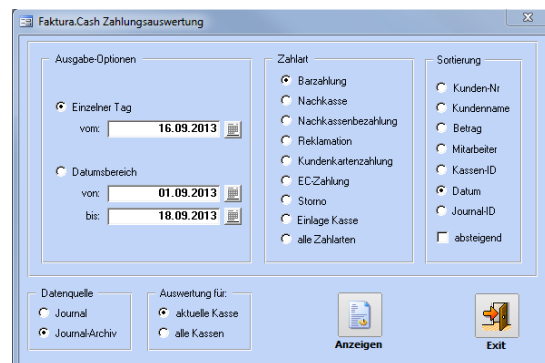 Faktura.Cash Zahlungsauswertung
Ausgabe-Optionen
Einzelner Tag
vom: 16.09.2013
Datumsbereich
von: 01.09.2013
bis: 18.09.2013
Zahlart
Barzahlung
Nachkasse
Nachkassenbezahlung
Reklamation
Kundenkartenzahlung
EC-Zahlung
Storno
Einlage Kasse
alle Zahlarten
Sortierung
Kunden-Nr
Kundenname
Betrag
Mitarbeiter
Kassen-ID
Datum
Journal-ID
absteigend
Datenquelle
Journal
Journal-Archiv
Auswertung für:
aktuelle Kasse
alle Kassen
Anzeigen
Exit